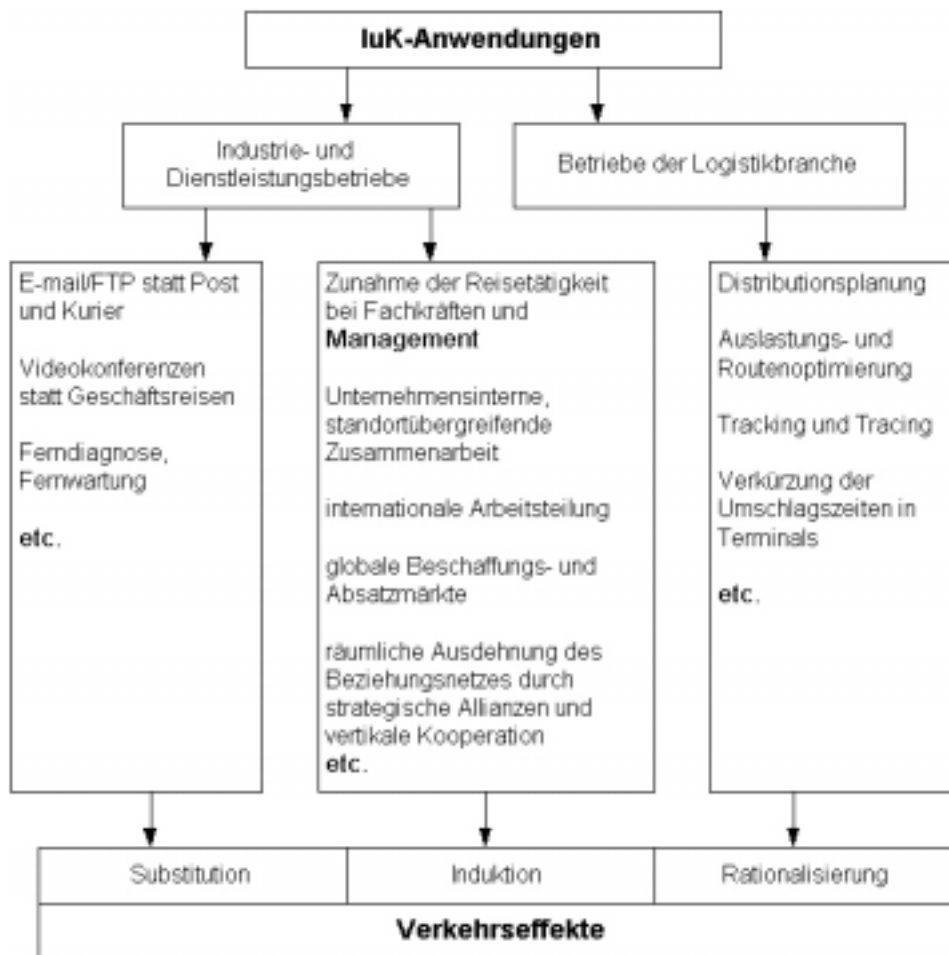 IuK-Anwendungen
Industrie- und
Dienstleistungsbetriebe
Betriebe der Logistikbranche
E-mail/FTP statt Post
und Kurier
Videokonferenzen
statt Geschäftsreisen
Ferndiagnose,
Fernwartung
etc.
Zunahme der Reisetätigkeit
bei Fachkräften und
Management
Unternehmensinterne,
standortübergreifende
Zusammenarbeit
internationale Arbeitsteilung
globale Beschaffungs- und
Absatzmärkte
räumliche Ausdehnung des
Beziehungsnetzes durch
strategische Allianzen und
vertikale Kooperation
etc.
Distributionsplanung
Auslastungs- und
Routenoptimierung
Tracking und Tracing
Verkürzung der
Umschlagszeiten in
Terminals
etc.
Substitution
Induktion
Rationalisierung
Verkehrseffekte